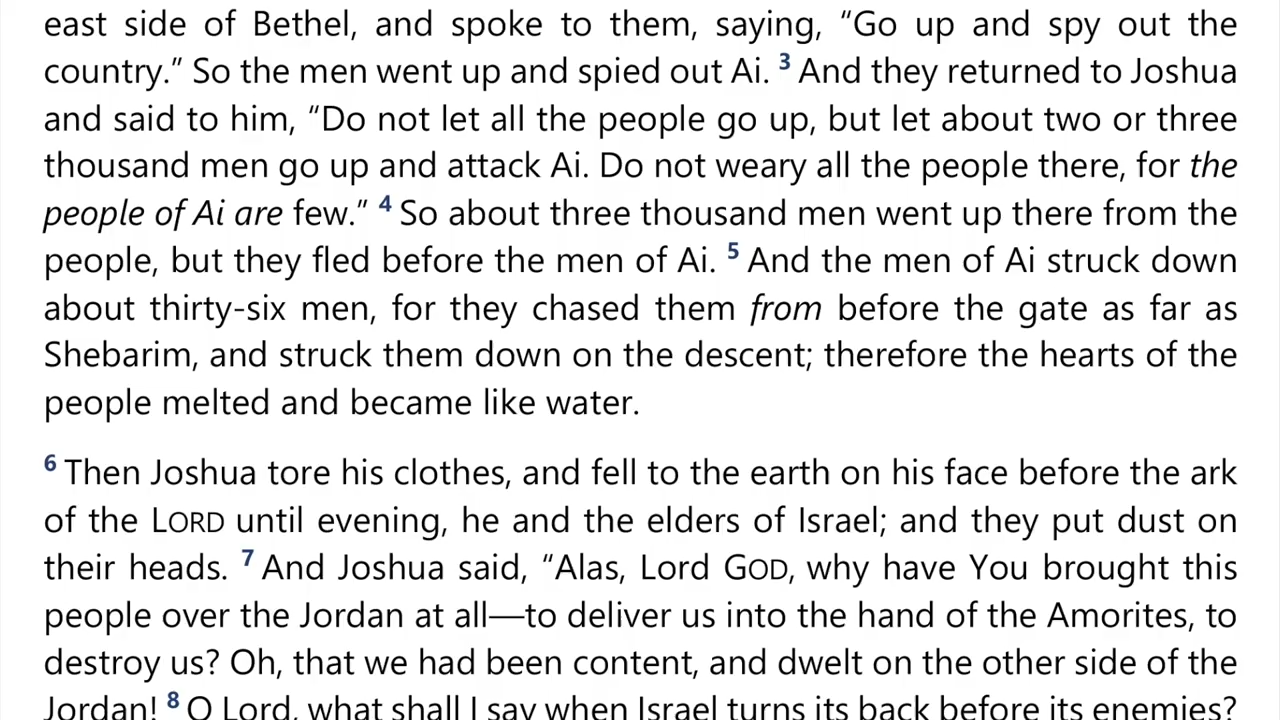 east side of Bethel, and spoke to them, saying, “Go up and spy out the
country.” So the men went up and spied out Ai. 3 And they returned to Joshua
and said to him, “Do not let all the people go up, but let about two or three
thousand men go up and attack Ai. Do not weary all the people there, for the
people of Ai are few.” 4 So about three thousand men went up there from the
people, but they fled before the men of Ai. 5 And the men of Ai struck down
about thirty-six men, for they chased them from before the gate as far as
Shebarim, and struck them down on the descent; therefore the hearts of the
people melted and became like water.
6 Then Joshua tore his clothes, and fell to the earth on his face before the ark
of the LORD until evening, he and the elders of Israel; and they put dust on
their heads. 7 And Joshua said, “Alas, Lord GOD, why have You brought this
people over the Jordan at all—to deliver us into the hand of the Amorites, to
destroy us? Oh, that we had been content, and dwelt on the other side of the
Jordan! 8 O Lord, what shall I say when Israel turns its back before its enemies?